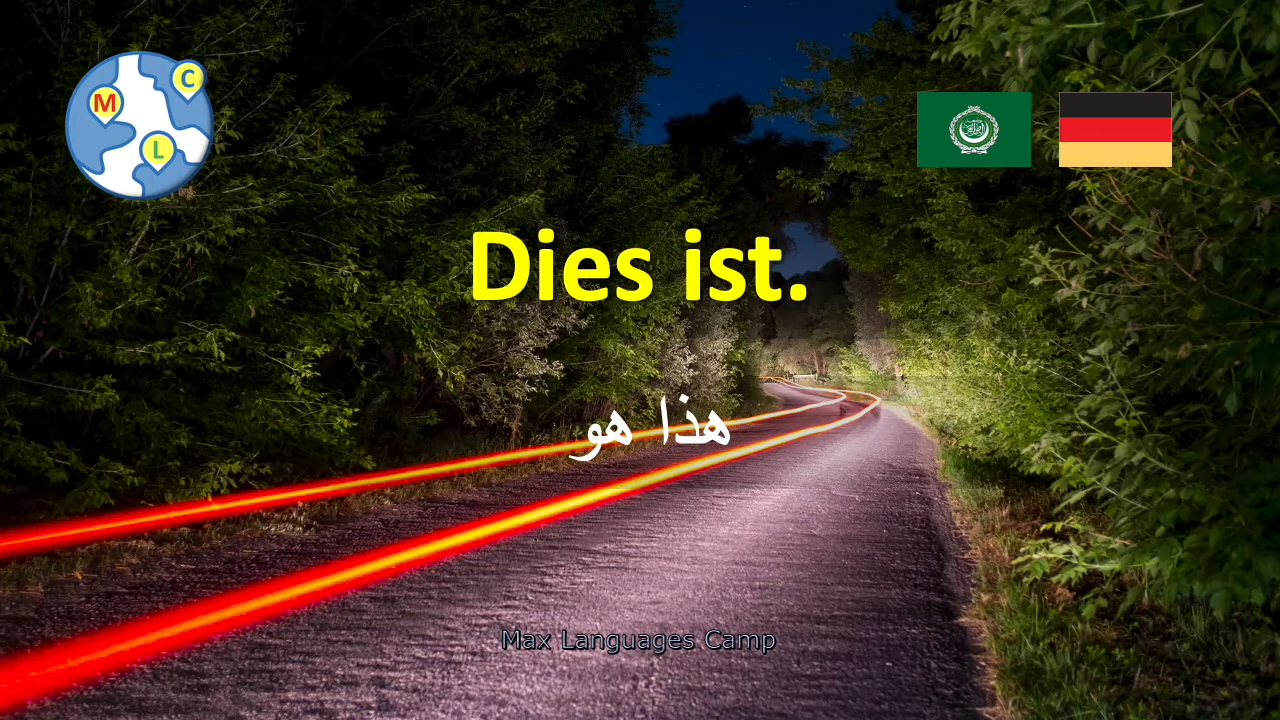 M
C
L
Dies ist.
هذا هو
Max Languages Camp